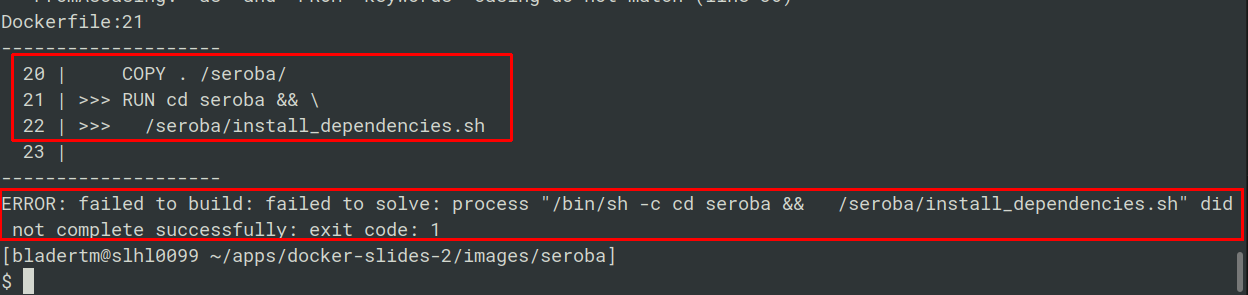 Dockerfile:21
--------------------
  20 |     COPY . /seroba/
  21 | >>> RUN cd seroba && \
  22 | >>>   /seroba/install_dependencies.sh
  23 |
--------------------
ERROR: failed to build: failed to solve: process "/bin/sh -c cd seroba &&   /seroba/install_dependencies.sh" did
 not complete successfully: exit code: 1
[bladertm@slhl0099 ~/apps/docker-slides-2/images/seroba]
$